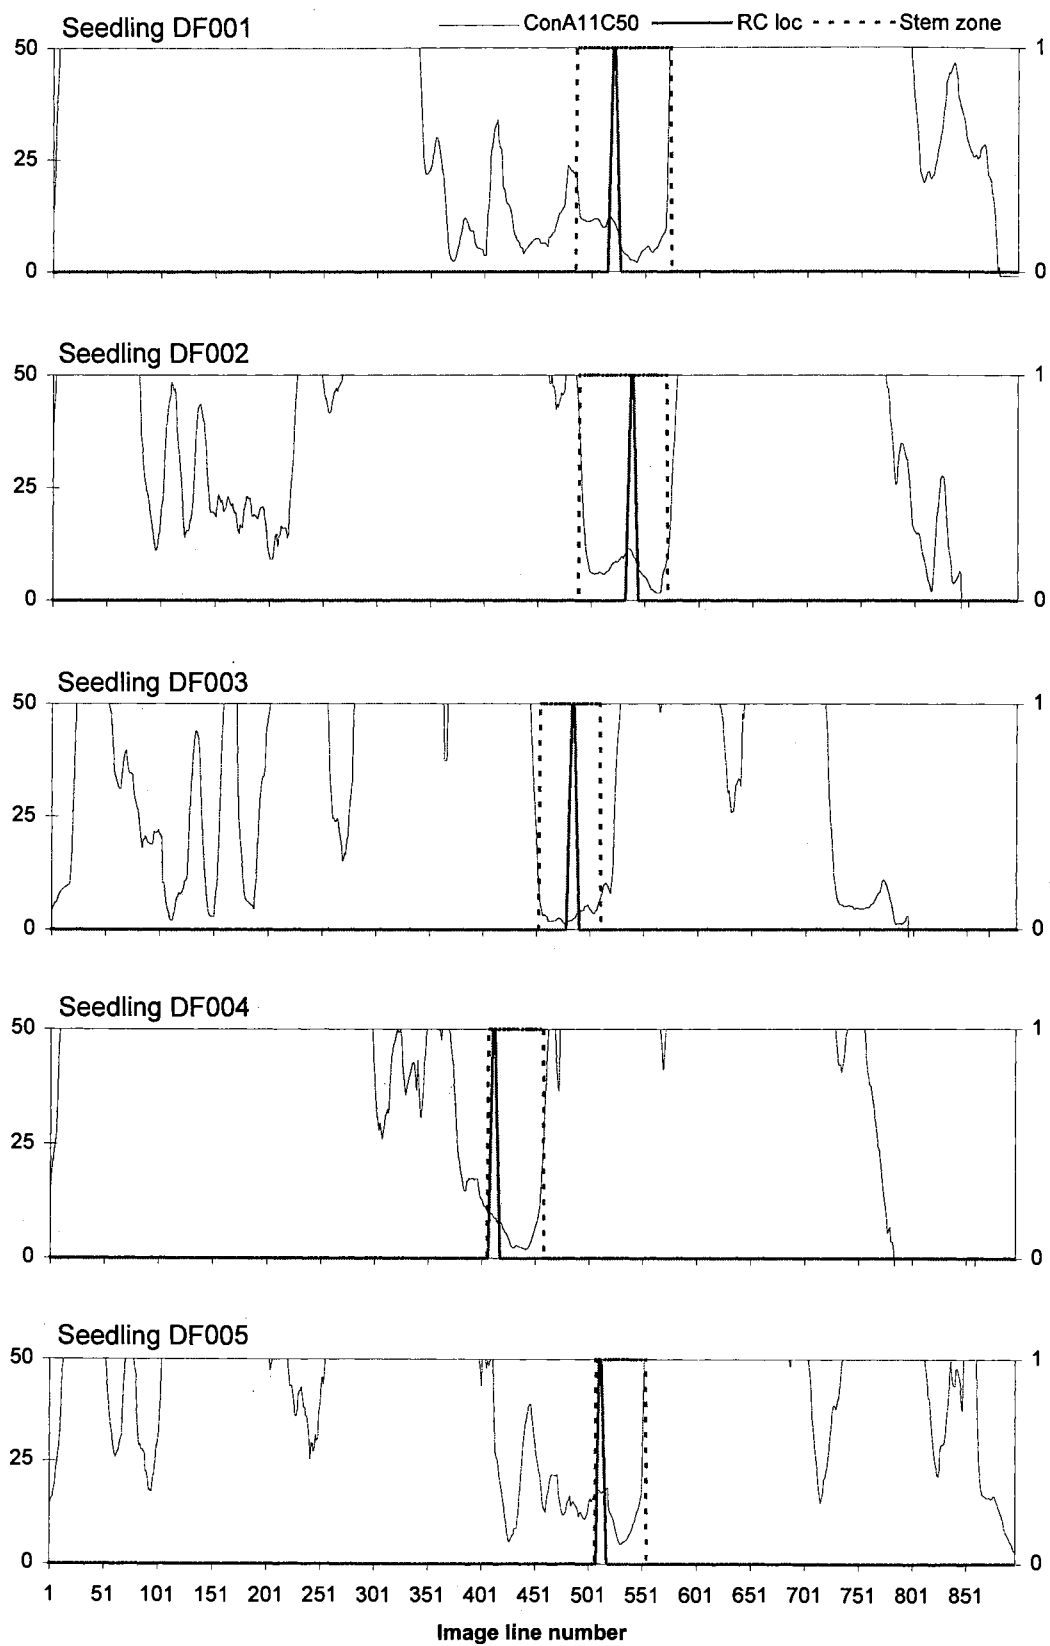 Seedling DF001
ConA11C50 RC loc Stem zone
50 1
25
0 0
Seedling DF002
50 1
25
0 0
Seedling DF003
50 1
25
0 0
Seedling DF004
50 1
25
0 0
Seedling DF005
50 1
25
0 0
1 51 101 151 201 251 301 351 401 451 501 551 601 651 701 751 801 851
Image line number